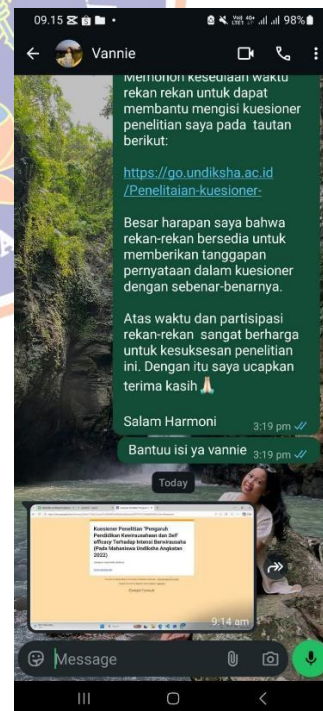 09.15
98%
Vannie
Memohon kesediaan waktu
rekan rekan untuk dapat
membantu mengisi kuesioner
penelitian saya pada tautan
berikut:
https://go.undiksha.ac.id
/Penelitaian-kuesioner-
Besar harapan saya bahwa
rekan-rekan bersedia untuk
memberikan tanggapan
pernyataan dalam kuesioner
dengan sebenar-benarnya.
Atas waktu dan partisipasi
rekan-rekan sangat berharga
untuk kesuksesan penelitian
ini. Dengan itu saya ucapkan
terima kasih
Salam Harmoni
3:19 pm
Bantuu isi ya vannie
3:19 pm
Today
Kuesioner Penelitian "Pengaruh
Pendidikan Kewirausahaan dan Self
efficacy Terhadap Intensi Berwirausaha
(Pada Mahasiswa Undiksha Angkatan
2022)
9:14 am
Message